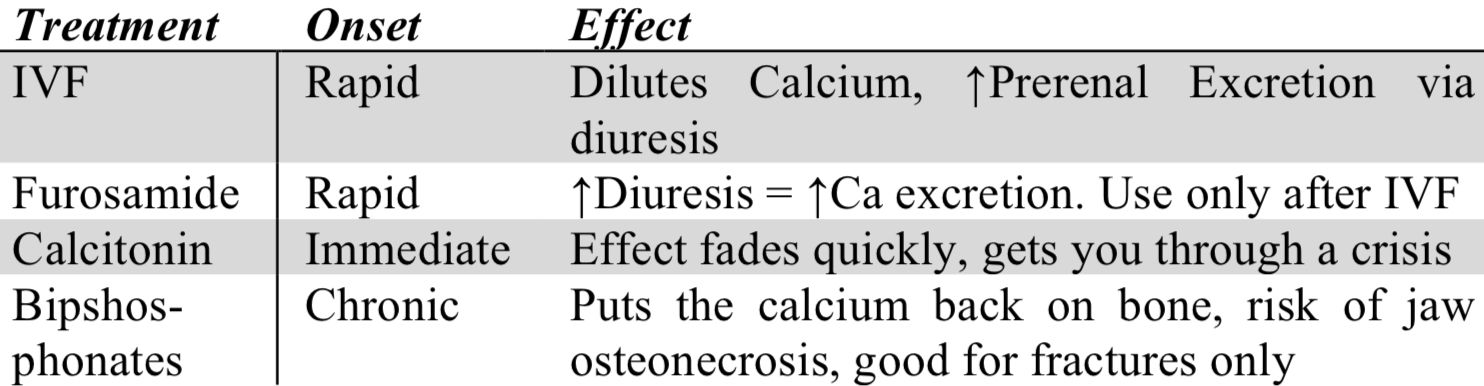 Treatment Onset Effect
IVF Rapid Dilutes Calcium, ↑Prerenal Excretion via
diuresis
Furosamide Rapid ↑Diuresis = ↑Ca excretion. Use only after IVF
Calcitonin Immediate Effect fades quickly, gets you through a crisis
Bipshos- Chronic Puts the calcium back on bone, risk of jaw
phonates osteonecrosis, good for fractures only